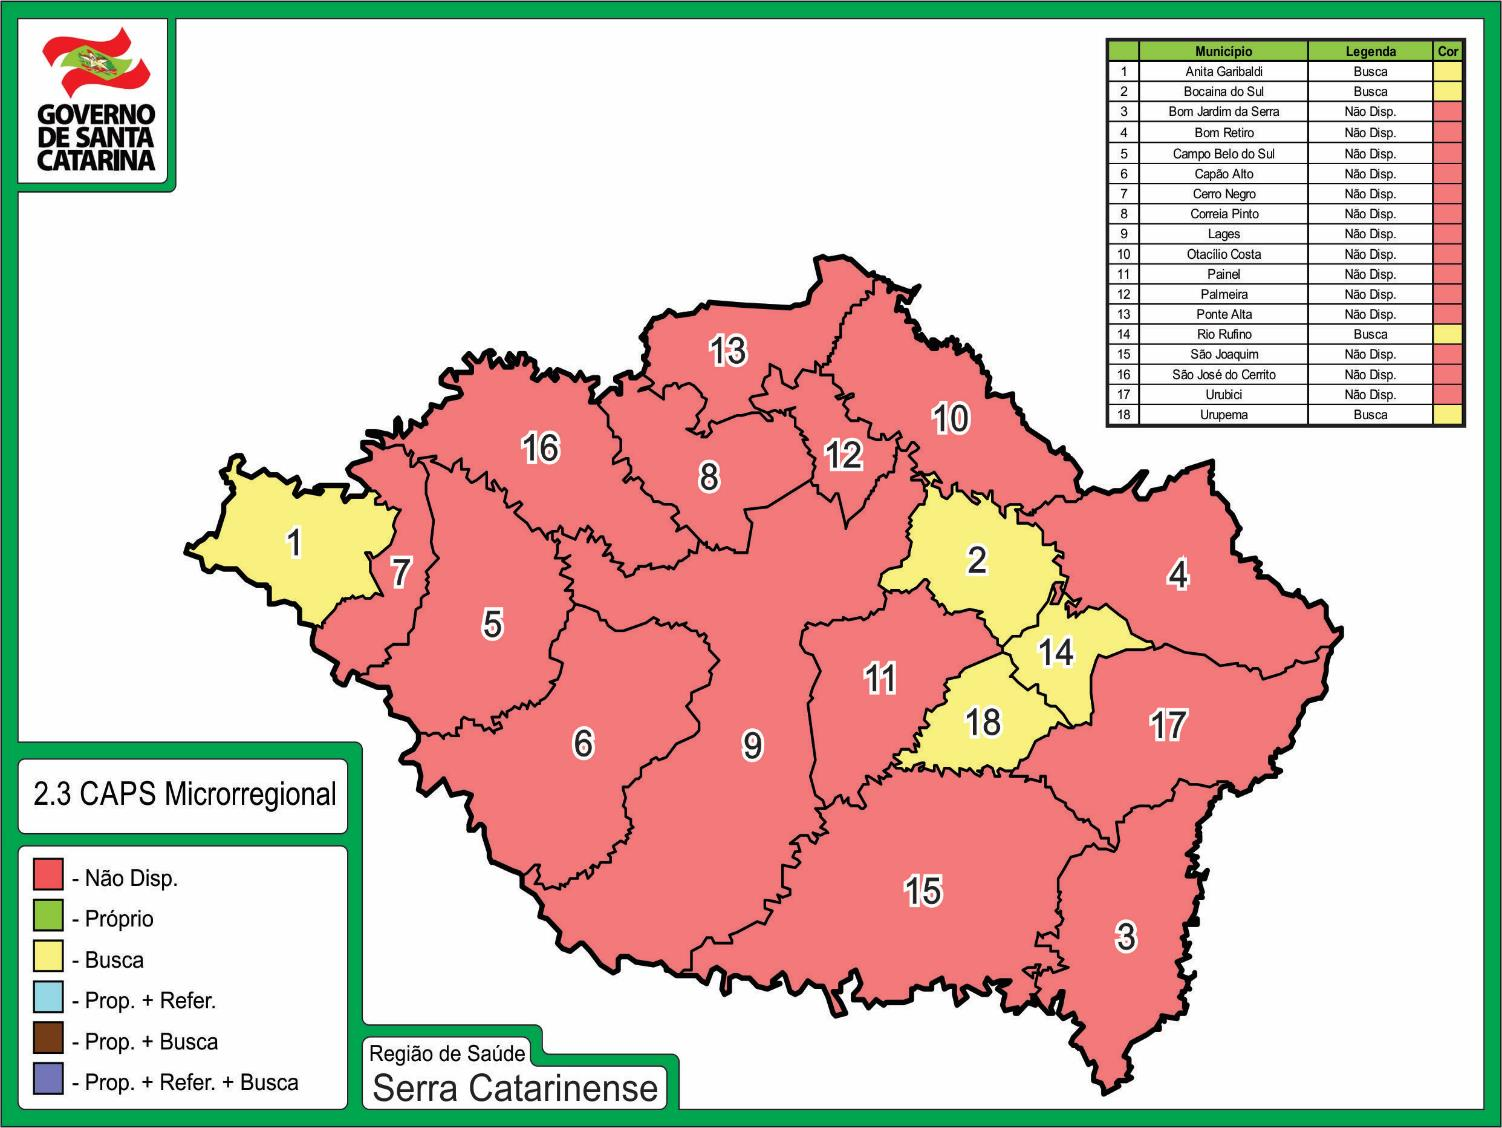 GOVERNO
DE SANTA
CATARINA
Município Legenda Cor
1 Anita Garibaldi Busca
2 Bocaina do Sul Busca
3 Bom Jardim da Serra Não Disp.
4 Bom Retiro Não Disp.
5 Campo Belo do Sul Não Disp.
6 Capão Alto Não Disp.
7 Cerro Negro Não Disp.
8 Correia Pinto Não Disp.
9 Lages Não Disp.
10 Otacílio Costa Não Disp.
11 Painel Não Disp.
12 Palmeira Não Disp.
13 Ponte Alta Não Disp.
14 Rio Rufino Busca
15 São Joaquim Não Disp.
16 São José do Cerrito Não Disp.
17 Urubici Não Disp.
18 Urupema Busca
13
10
16
12
8
1
2
7
4
5
14
11
18
17
6
9
15
3
2.3 CAPS Microrregional
- Não Disp.
- Próprio
- Busca
- Prop. + Refer.
- Prop. + Busca
- Prop. + Refer. + Busca
Região de Saúde
Serra Catarinense